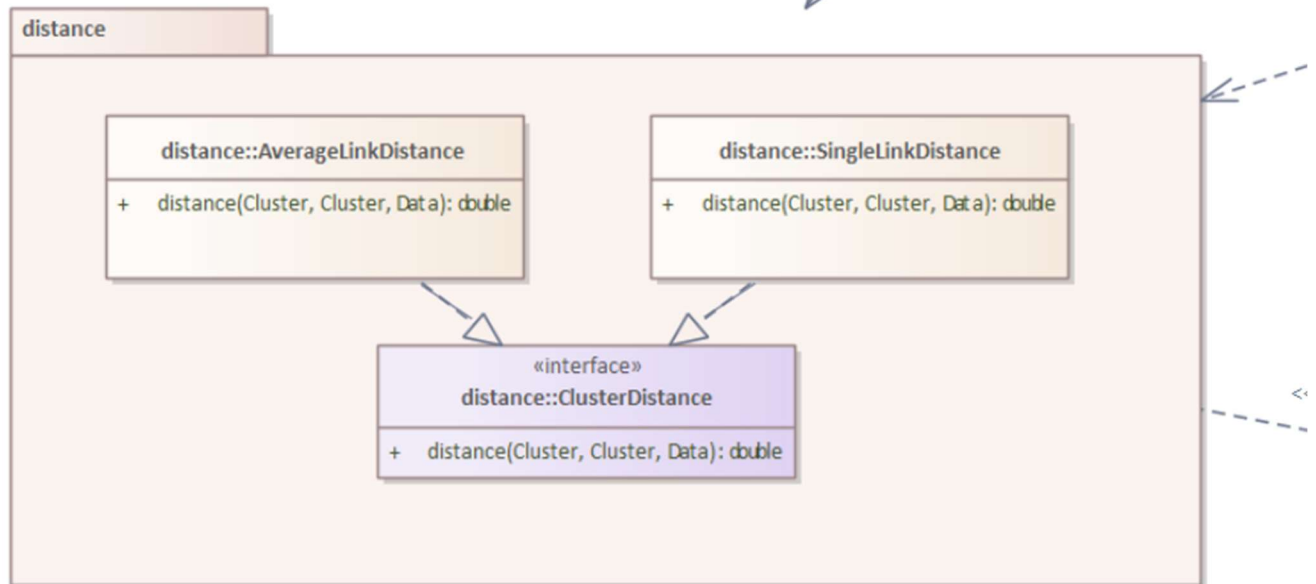 distance
distance::AverageLinkDistance
+ distance(Cluster, Cluster, Data): double
distance::SingleLinkDistance
+ distance(Cluster, Cluster, Data): double
«interface»
distance::ClusterDistance
+ distance(Cluster, Cluster, Data): double